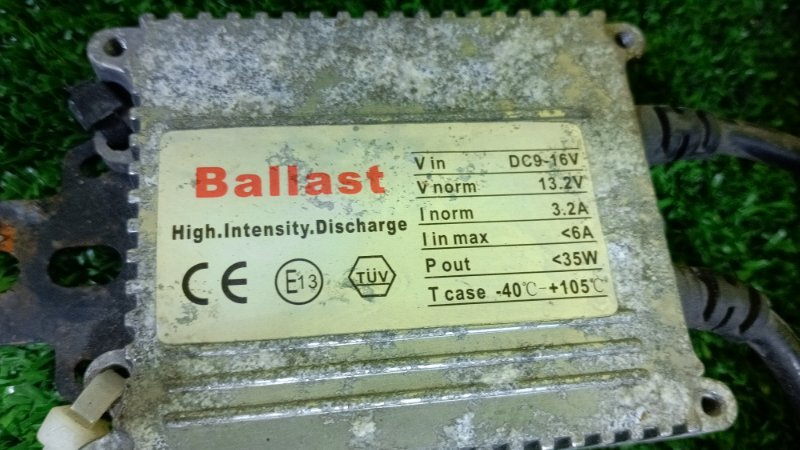 Ballast
High.Intensity.Discharge
CE E13 TÜV
V in DC9-16V
V norm 13.2V
I norm 3.2A
I in max <6A
P out <35W
T case -40℃-+105℃